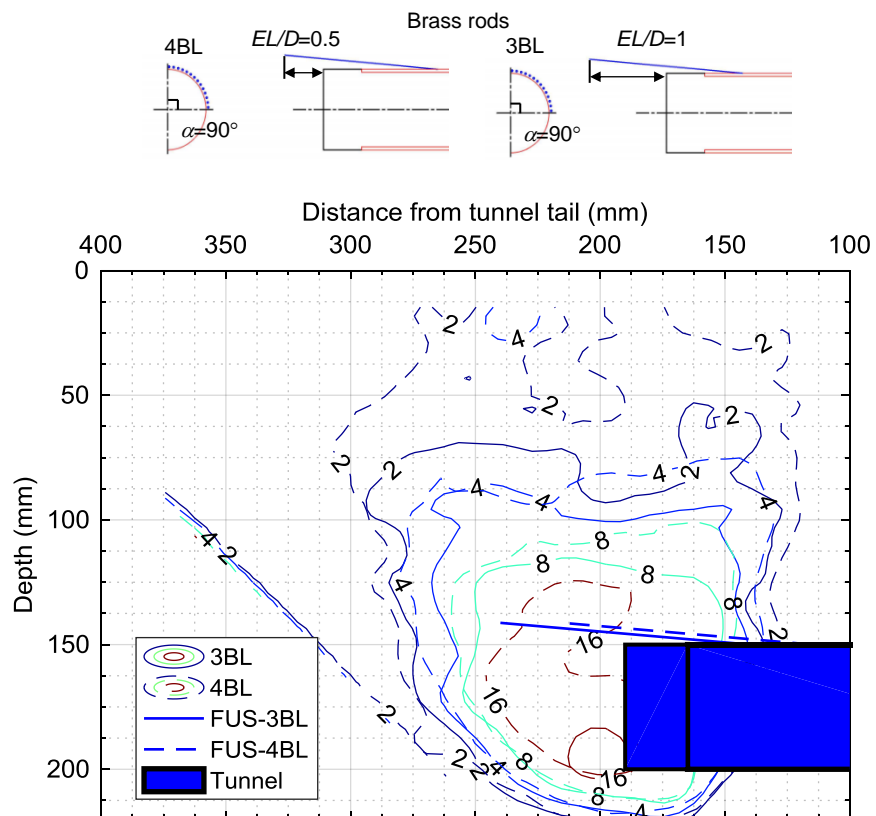 Brass rods
4BL
EL/D=0.5
3BL
EL/D=1
α=90°
α=90°
Distance from tunnel tail (mm)
400 350 300 250 200 150 100
Depth (mm)
0
50
100
150
200
2 4 2
2
2
2 2 4 2
4 4 4
4 8
2 8 8
4 8
16 2
16
2
2 2 4 8 16
8 4
3BL
4BL
FUS-3BL
FUS-4BL
Tunnel